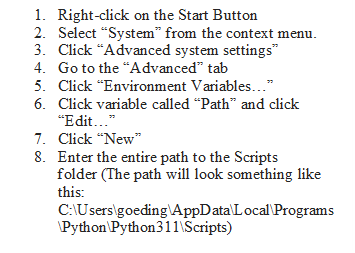 1. Right-click on the Start Button
2. Select “System” from the context menu.
3. Click “Advanced system settings”
4. Go to the “Advanced” tab
5. Click “Environment Variables…”
6. Click variable called “Path” and click
“Edit…”
7. Click “New”
8. Enter the entire path to the Scripts
folder (The path will look something like
this:
C:\Users\goeding\AppData\Local\Programs
\Python\Python311\Scripts)